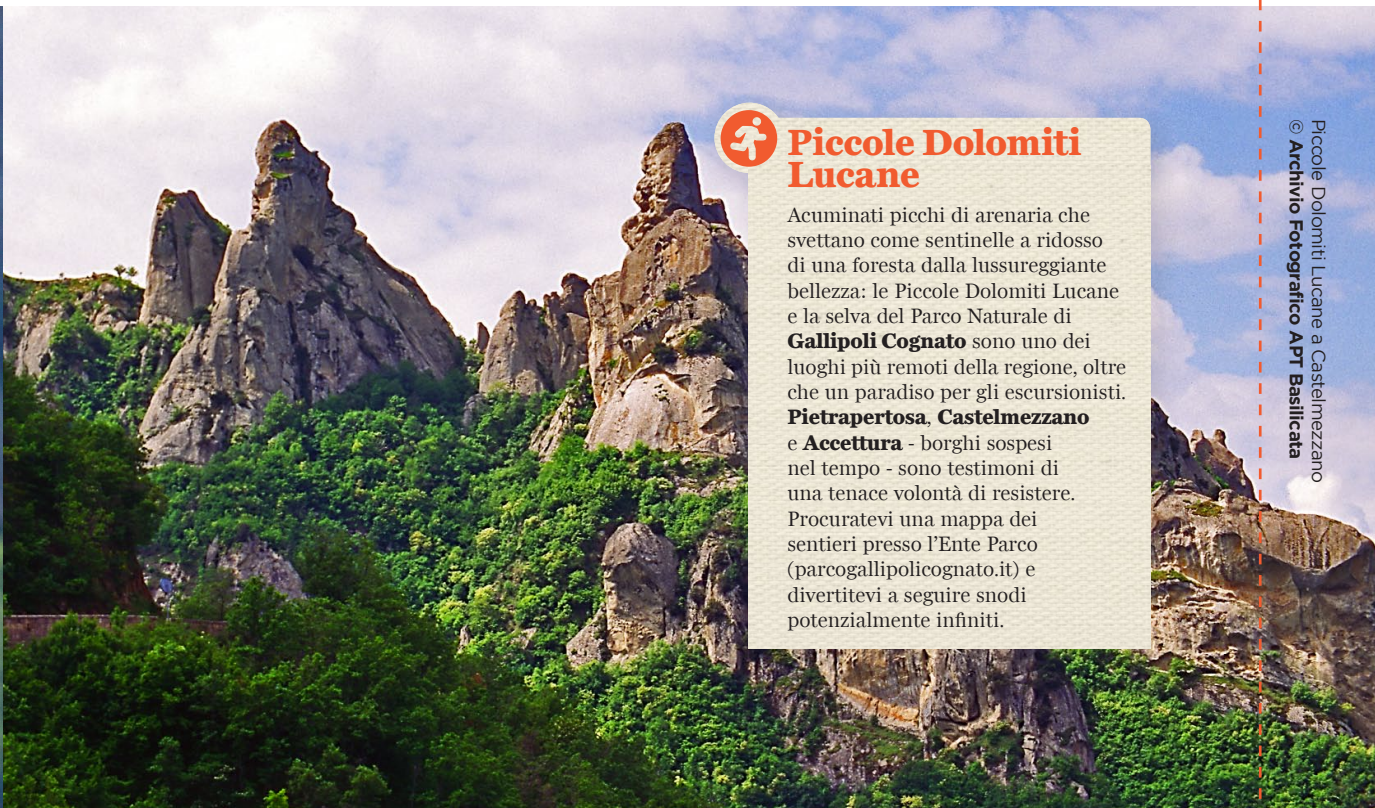 Piccole Dolomiti
Lucane
Acuminati picchi di arenaria che
svettano come sentinelle a ridosso
di una foresta dalla lussureggiante
bellezza: le Piccole Dolomiti Lucane
e la selva del Parco Naturale di
Gallipoli Cognato sono uno dei
luoghi più remoti della regione, oltre
che un paradiso per gli escursionisti.
Pietrapertosa, Castelmezzano
e Accettura - borghi sospesi
nel tempo - sono testimoni di
una tenace volontà di resistere.
Procuratevi una mappa dei
sentieri presso l'Ente Parco
(parcogallipolicognato.it) e
divertitevi a seguire snodi
potenzialmente infiniti.
Piccole Dolomiti Lucane a Castelmezzano
© Archivio Fotografico APT Basilicata